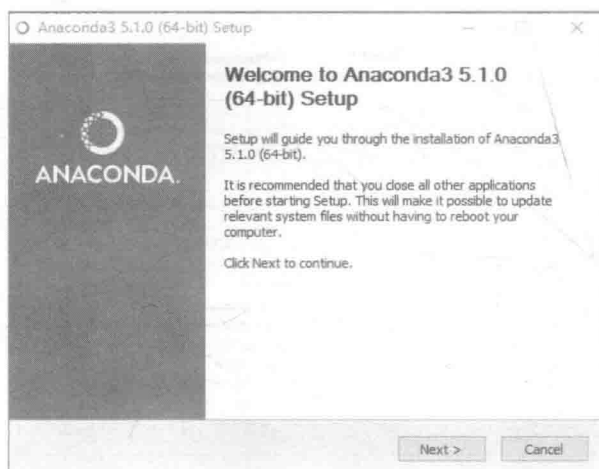 Anaconda3 5.1.0 (64-bit) Setup
Welcome to Anaconda3 5.1.0
(64-bit) Setup
Setup will guide you through the installation of Anaconda3
5.1.0 (64-bit).
ANACONDA.
It is recommended that you close all other applications
before starting Setup. This will make it possible to update
relevant system files without having to reboot your
computer.
Click Next to continue.
Next >
Cancel